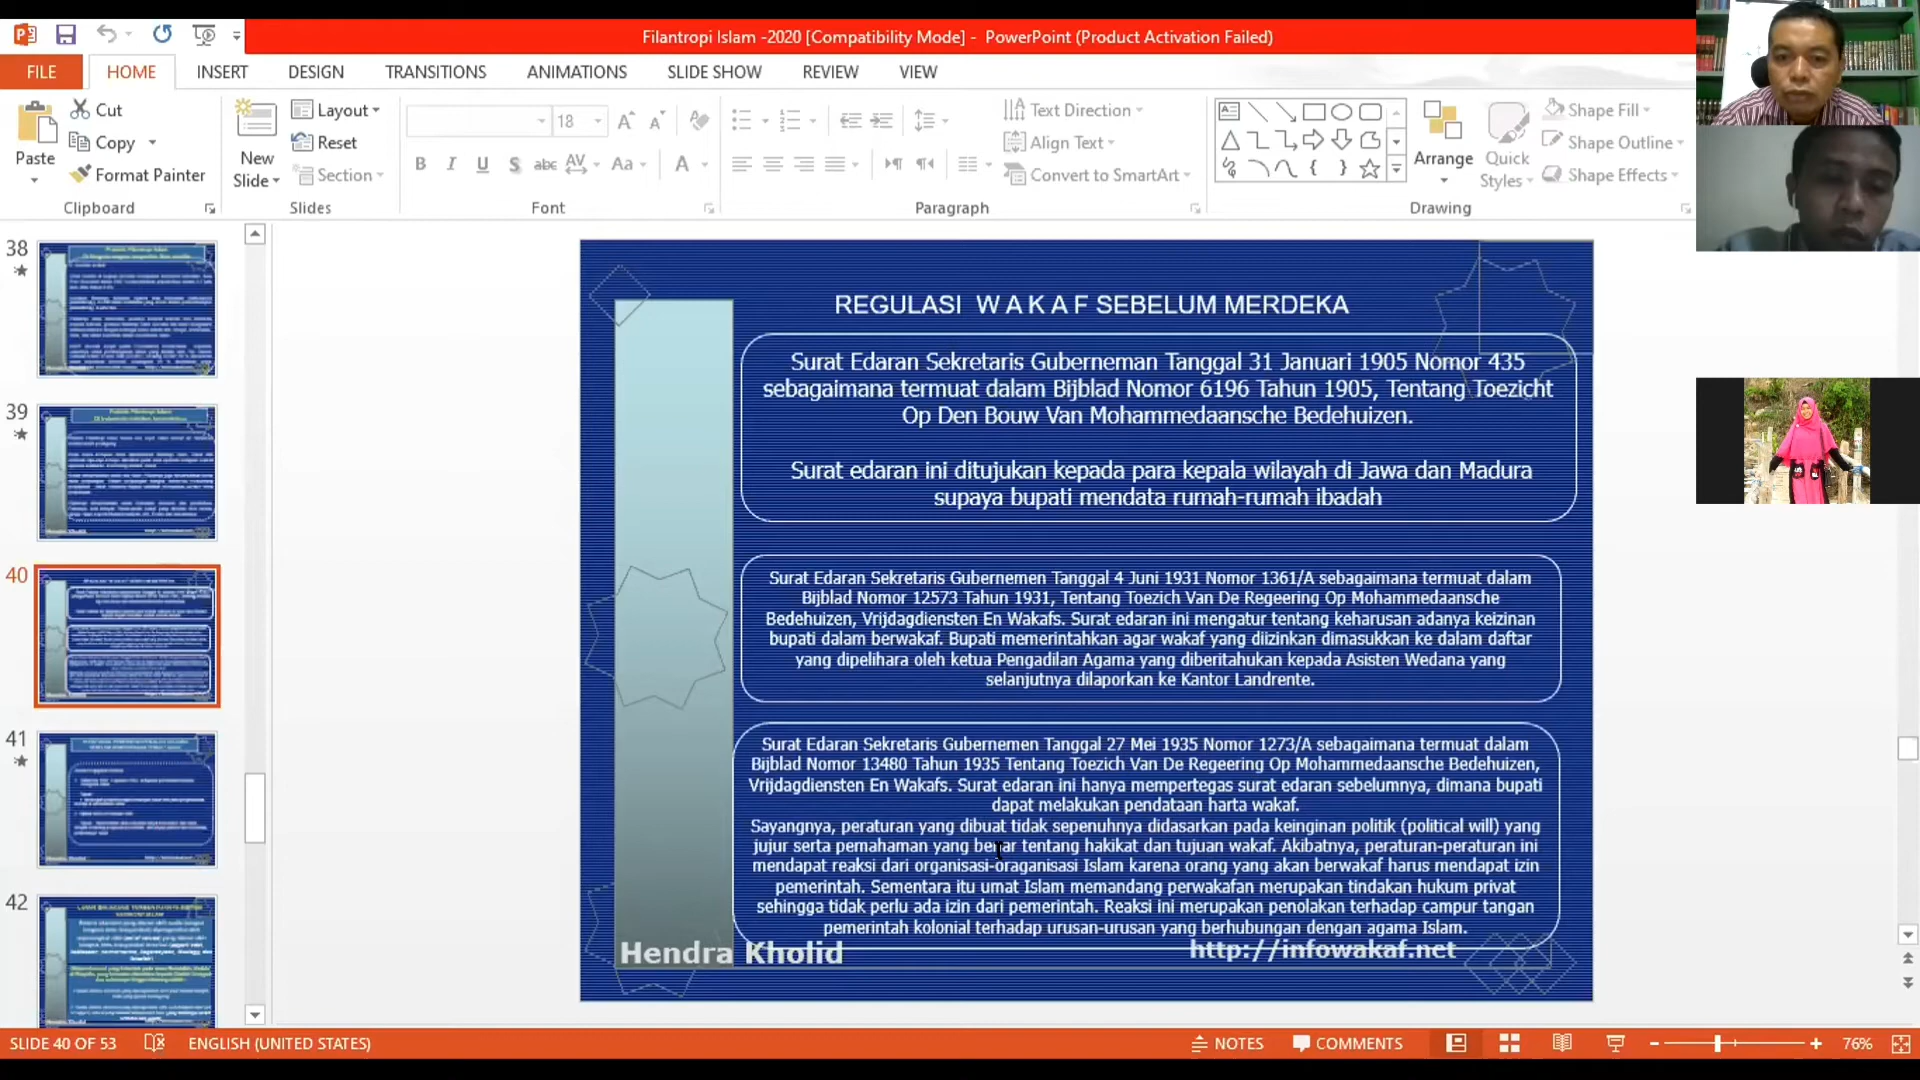 Filantropi Islam -2020 [Compatibility Mode] - PowerPoint (Product Activation Failed)
FILE HOME INSERT DESIGN TRANSITIONS ANIMATIONS SLIDE SHOW REVIEW VIEW
Paste
Cut
Copy
Format Painter
Clipboard
New Slide
Layout
Reset
Section
Slides
18
Font
Text Direction
Align Text
Convert to SmartArt
Paragraph
Arrange
Quick Styles
Shape Fill
Shape Outline
Shape Effects
Drawing
38
39
40
41
42
REGULASI W A K A F SEBELUM MERDEKA
Surat Edaran Sekretaris Guberneman Tanggal 31 Januari 1905 Nomor 435
sebagaimana termuat dalam Bijblad Nomor 6196 Tahun 1905, Tentang Toezicht
Op Den Bouw Van Mohammedaansche Bedehuizen.
Surat edaran ini ditujukan kepada para kepala wilayah di Jawa dan Madura
supaya bupati mendata rumah-rumah ibadah
Surat Edaran Sekretaris Gubernemen Tanggal 4 Juni 1931 Nomor 1361/A sebagaimana termuat dalam
Bijblad Nomor 12573 Tahun 1931, Tentang Toezich Van De Regeering Op Mohammedaansche
Bedehuizen, Vrijdagdiensten En Wakafs. Surat edaran ini mengatur tentang keharusan adanya keizinan
bupati dalam berwakaf. Bupati memerintahkan agar wakaf yang diizinkan dimasukkan ke dalam daftar
yang dipelihara oleh ketua Pengadilan Agama yang diberitahukan kepada Asisten Wedana yang
selanjutnya dilaporkan ke Kantor Landrente.
Surat Edaran Sekretaris Gubernemen Tanggal 27 Mei 1935 Nomor 1273/A sebagaimana termuat dalam
Bijblad Nomor 13480 Tahun 1935 Tentang Toezich Van De Regeering Op Mohammedaansche Bedehuizen,
Vrijdagdiensten En Wakafs. Surat edaran ini hanya mempertegas surat edaran sebelumnya, dimana bupati
dapat melakukan pendataan harta wakaf.
Sayangnya, peraturan yang dibuat tidak sepenuhnya didasarkan pada keinginan politik (political will) yang
jujur serta pemahaman yang benar tentang hakikat dan tujuan wakaf. Akibatnya, peraturan-peraturan ini
mendapat reaksi dari organisasi-oraganisasi Islam karena orang yang akan berwakaf harus mendapat izin
pemerintah. Sementara itu umat Islam memandang perwakafan merupakan tindakan hukum privat
sehingga tidak perlu ada izin dari pemerintah. Reaksi ini merupakan penolakan terhadap campur tangan
pemerintah kolonial terhadap urusan-urusan yang berhubungan dengan agama Islam.
Hendra Kholid http://infowakaf.net
SLIDE 40 OF 53 ENGLISH (UNITED STATES) NOTES COMMENTS 76%